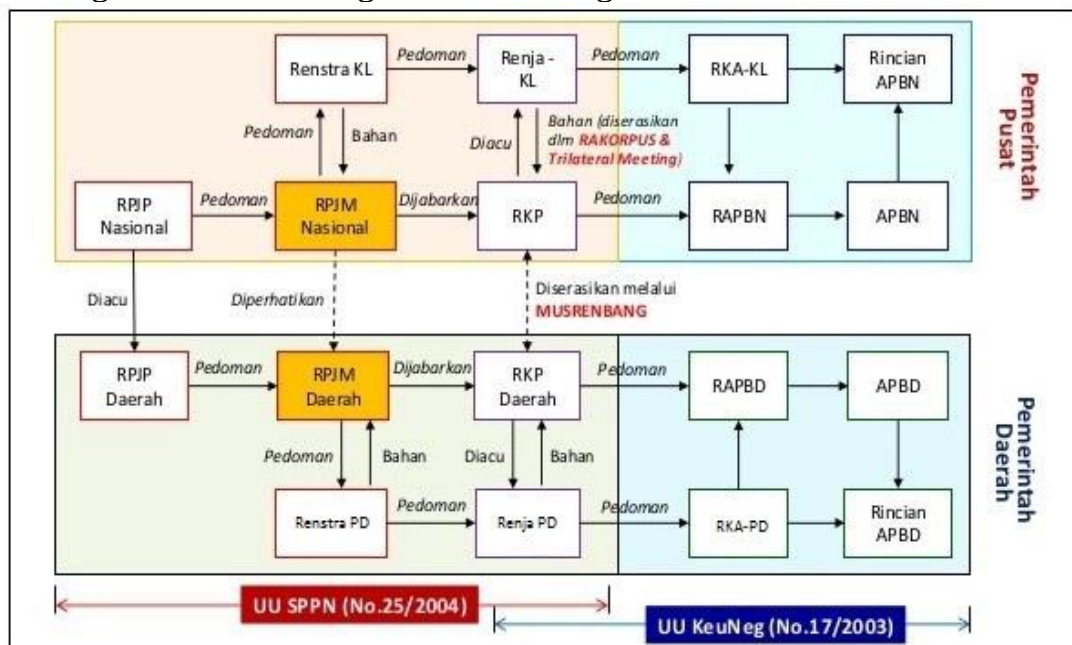 Pedoman
Pedoman
Renstra KL
Renja -
KL
RKA-KL
Rincian
APBN
Pedoman
Bahan
Diacu
Bahan (diserasikan
dlm RAKORPUS &
Trilateral Meeting)
RPJP
Nasional
Pedoman
RPJM
Nasional
Dijabarkan
RKP
Pedoman
RAPBN
APBN
Pemerintah
Pusat
Diacu
Diperhatikan
Diserasikan melalui
MUSRENBANG
RPJP
Daerah
Pedoman
RPJM
Daerah
Dijabarkan
RKP
Daerah
Pedoman
RAPBD
APBD
Pedoman
Bahan
Diacu
Bahan
Renstra PD
Pedoman
Renja PD
Pedoman
RKA-PD
Rincian
APBD
Pemerintah
Daerah
UU SPPN (No.25/2004)
UU KeuNeg (No.17/2003)